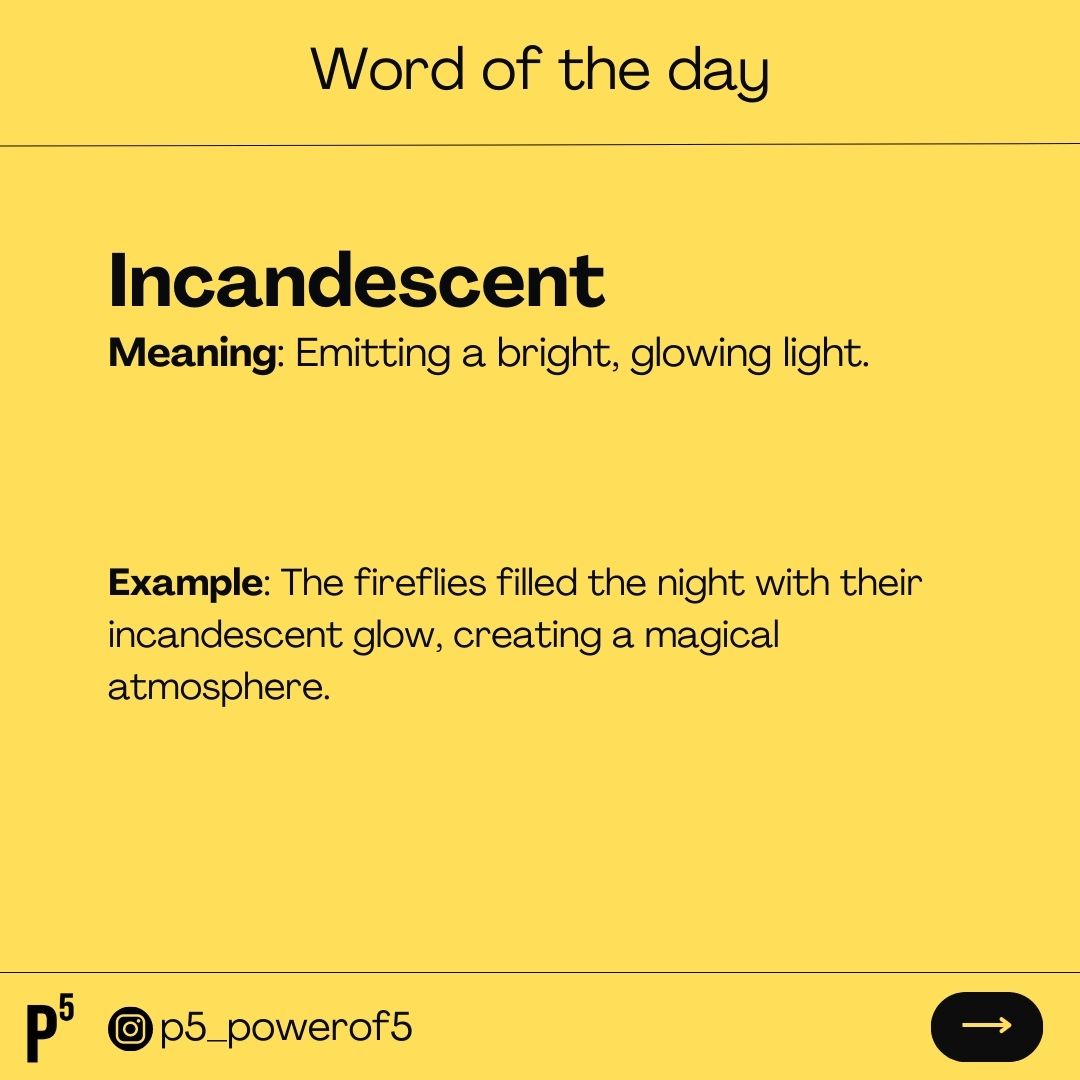 Word of the day
Incandescent
Meaning: Emitting a bright, glowing light.
Example: The fireflies filled the night with their
incandescent glow, creating a magical
atmosphere.
P⁵ p5_powerof5